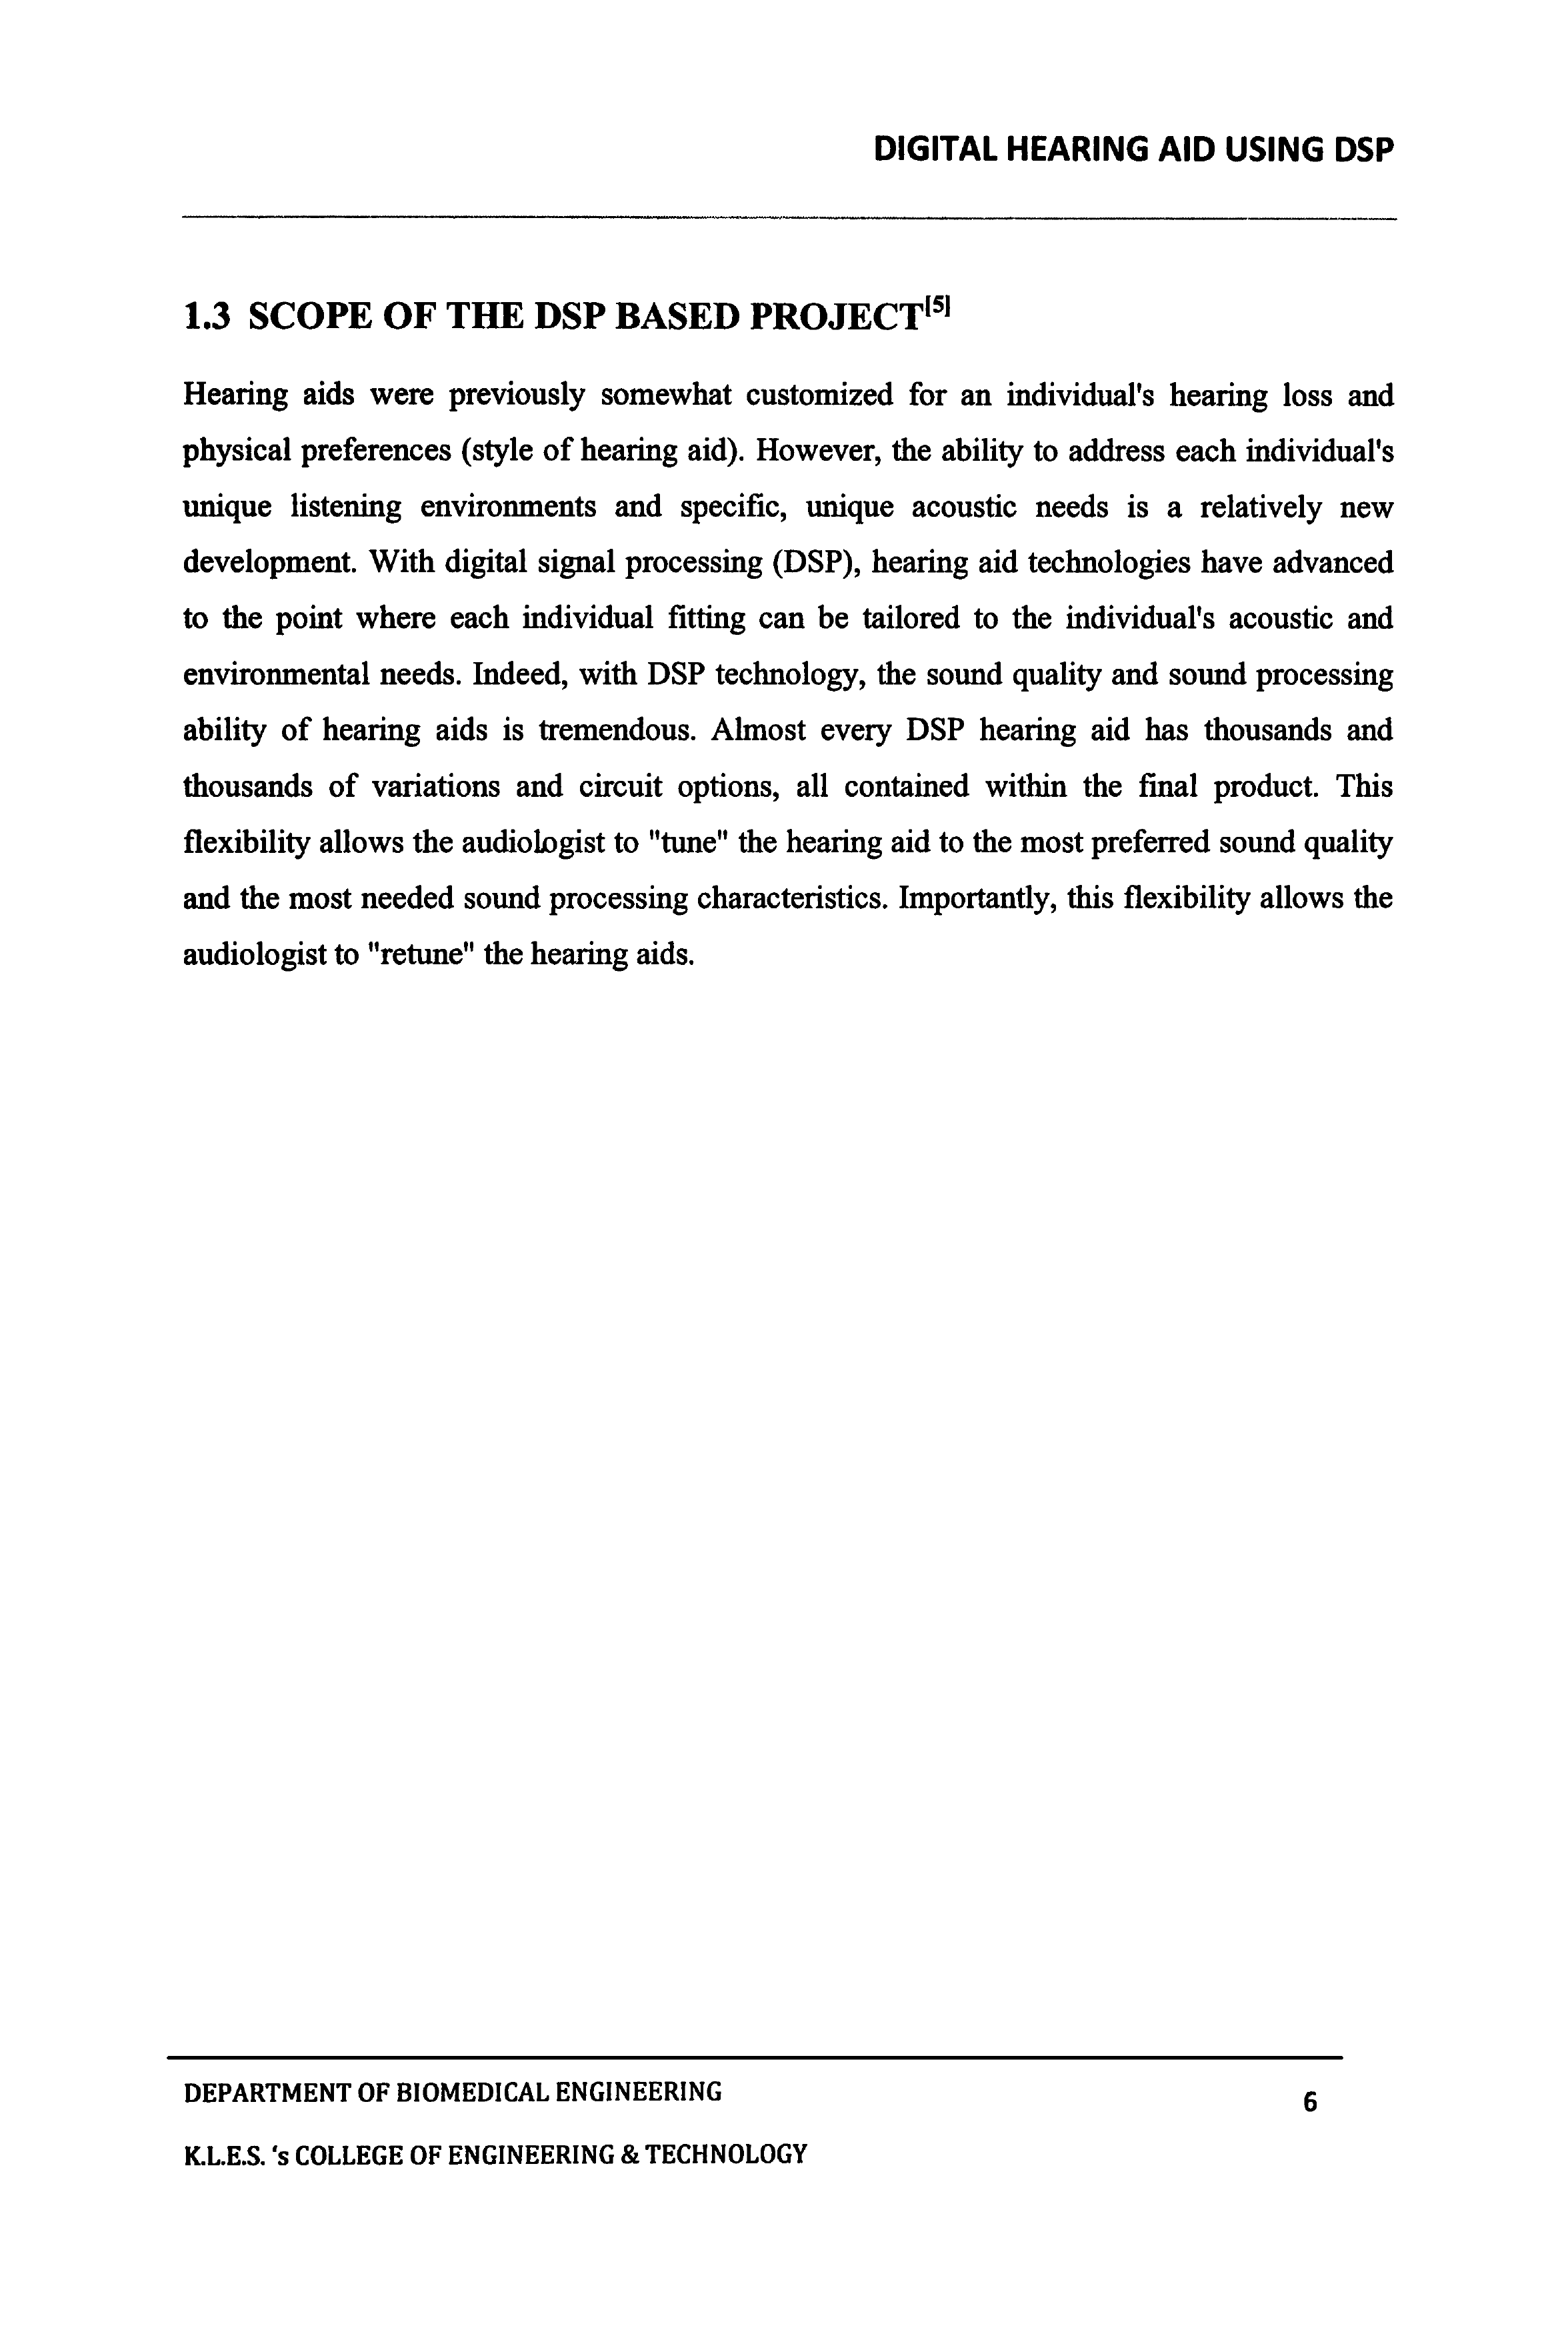 DIGITAL HEARING AID USING DSP
1.3 SCOPE OF THE DSP BASED PROJECT[5]
Hearing aids were previously somewhat customized for an individual's hearing loss and
physical preferences (style of hearing aid). However, the ability to address each individual's
unique listening environments and specific, unique acoustic needs is a relatively new
development. With digital signal processing (DSP), hearing aid technologies have advanced
to the point where each individual fitting can be tailored to the individual's acoustic and
environmental needs. Indeed, with DSP technology, the sound quality and sound processing
ability of hearing aids is tremendous. Almost every DSP hearing aid has thousands and
thousands of variations and circuit options, all contained within the final product. This
flexibility allows the audiologist to "tune" the hearing aid to the most preferred sound quality
and the most needed sound processing characteristics. Importantly, this flexibility allows the
audiologist to "retune" the hearing aids.
DEPARTMENT OF BIOMEDICAL ENGINEERING
6
K.L.E.S. 's COLLEGE OF ENGINEERING & TECHNOLOGY